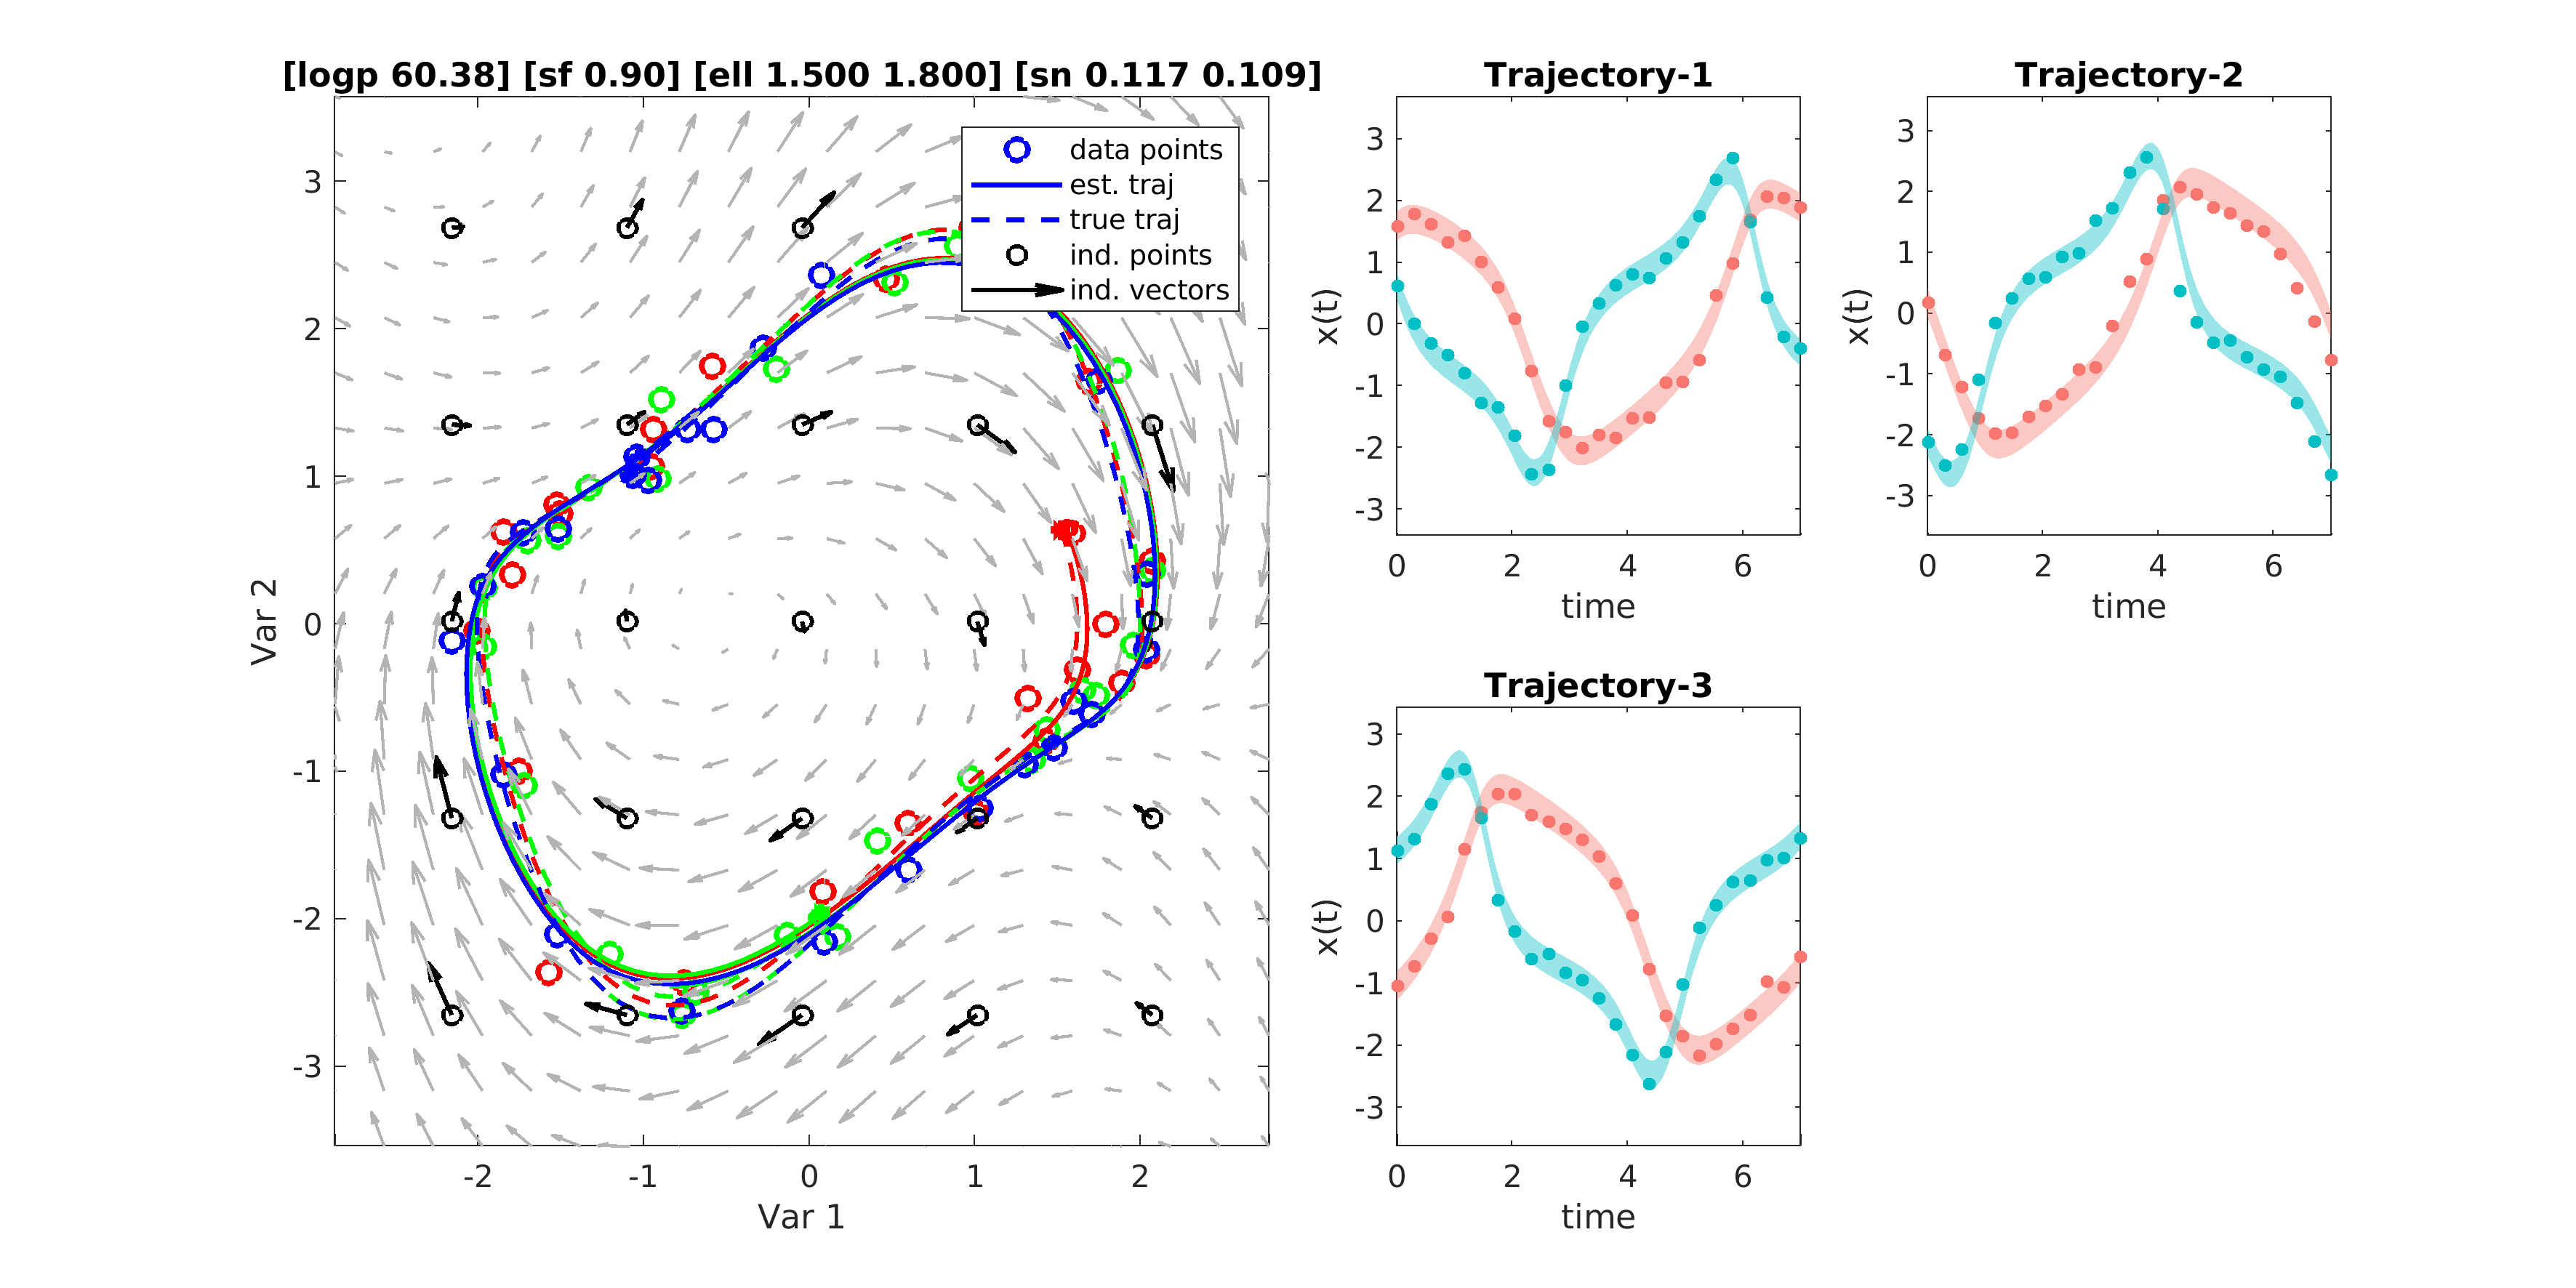 [logp 60.38] [sf 0.90] [ell 1.500 1.800] [sn 0.117 0.109]
data points
est. traj
true traj
ind. points
ind. vectors
3
2
1
0
-1
-2
-3
Var 2
-2 -1 0 1 2
Var 1
Trajectory-1
3
2
1
0
-1
-2
-3
x(t)
0 2 4 6
time
Trajectory-2
3
2
1
0
-1
-2
-3
x(t)
0 2 4 6
time
Trajectory-3
3
2
1
0
-1
-2
-3
x(t)
0 2 4 6
time